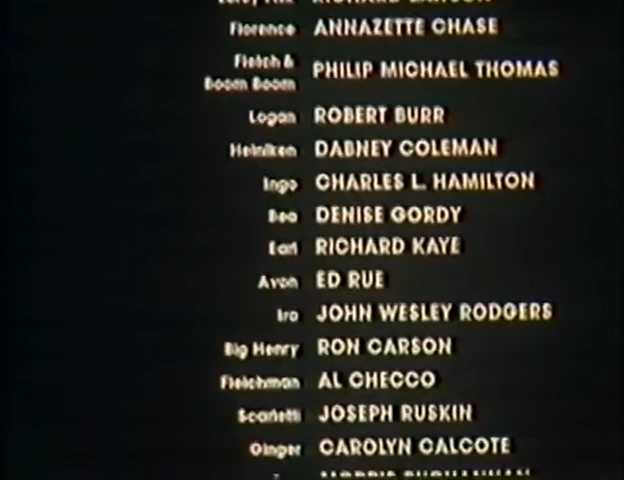 Florence ANNAZETTE CHASE
Fletch &
Boom Boom PHILIP MICHAEL THOMAS
Logan ROBERT BURR
Heiniken DABNEY COLEMAN
Ingo CHARLES L. HAMILTON
Bea DENISE GORDY
Earl RICHARD KAYE
Avon ED RUE
Ira JOHN WESLEY RODGERS
Big Henry RON CARSON
Fleichman AL CHECCO
Scarletti JOSEPH RUSKIN
Ginger CAROLYN CALCOTE